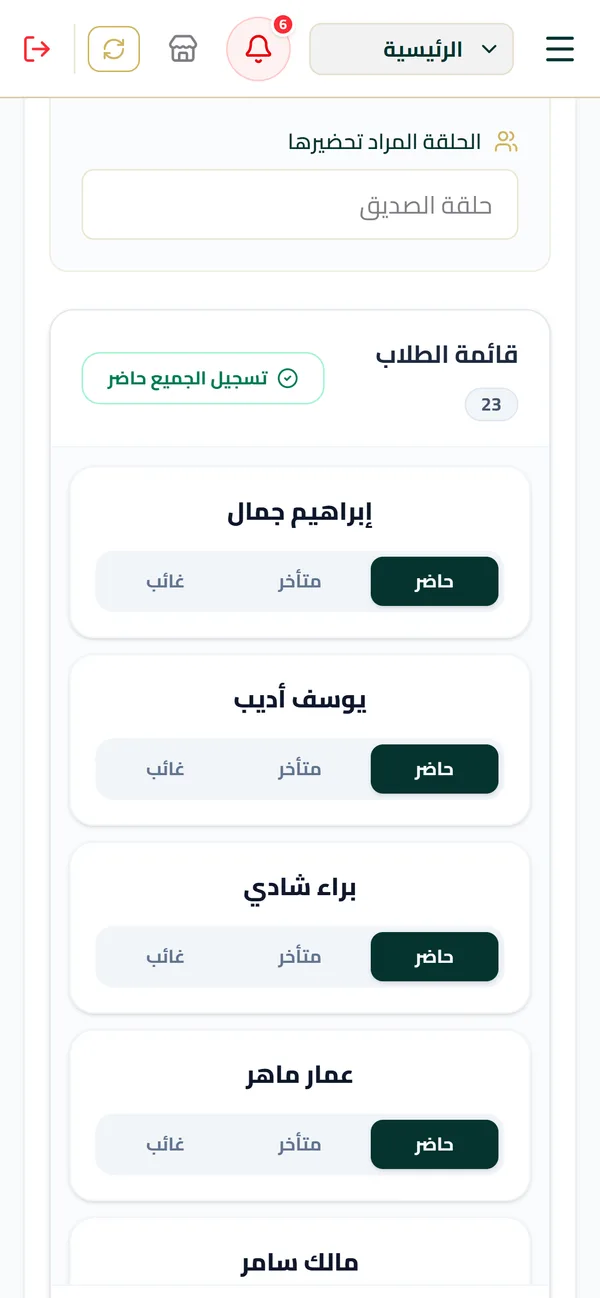 الرئيسية
6
الحلقة المراد تحضيرها
حلقة الصديق
قائمة الطلاب
23
تسجيل الجميع حاضر
إبراهيم جمال
حاضر متأخر غائب
يوسف أديب
حاضر متأخر غائب
براء شادي
حاضر متأخر غائب
عمار ماهر
حاضر متأخر غائب
مالك سامر